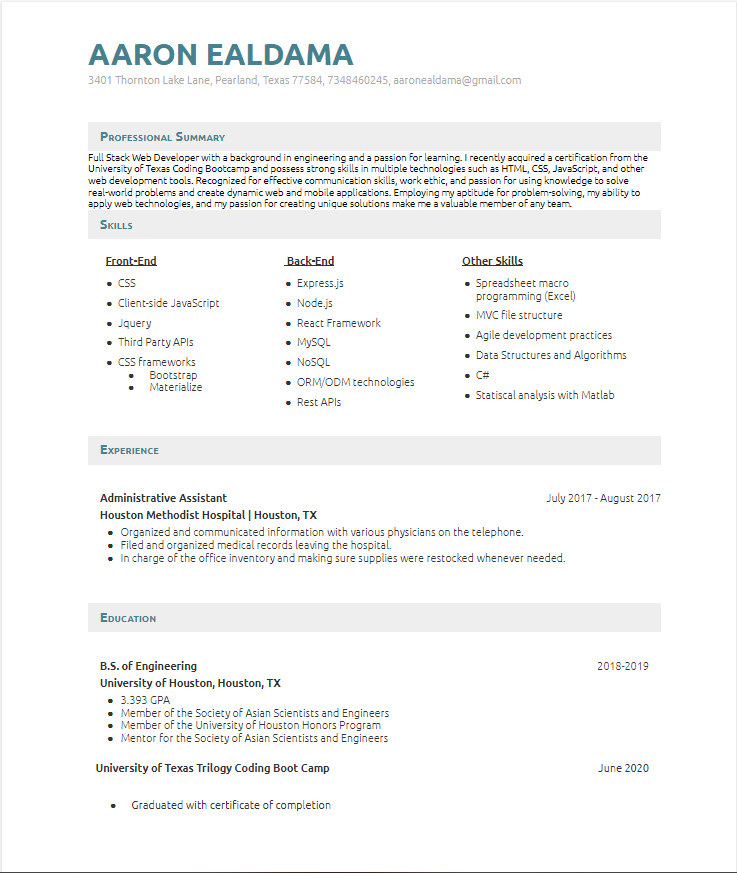 AARON EALDAMA
3401 Thornton Lake Lane, Pearland, Texas 77584, 7348460245, aaronealdama@gmail.com
Professional Summary
Full Stack Web Developer with a background in engineering and a passion for learning. I recently acquired a certification from the
University of Texas Coding Bootcamp and possess strong skills in multiple technologies such as HTML, CSS, JavaScript, and other
web development tools. Recognized for effective communication skills, work ethic, and passion for using knowledge to solve
real-world problems and create dynamic web and mobile applications. Employing my aptitude for problem-solving, my ability to
apply web technologies, and my passion for creating unique solutions make me a valuable member of any team.
Skills
Front-End
• CSS
• Client-side JavaScript
• Jquery
• Third Party APIs
• CSS frameworks
• Bootstrap
• Materialize
Back-End
• Express.js
• Node.js
• React Framework
• MySQL
• NoSQL
• ORM/ODM technologies
• Rest APIs
Other Skills
• Spreadsheet macro
programming (Excel)
• MVC file structure
• Agile development practices
• Data Structures and Algorithms
• C#
• Statiscal analysis with Matlab
Experience
Administrative Assistant July 2017 - August 2017
Houston Methodist Hospital | Houston, TX
• Organized and communicated information with various physicians on the telephone.
• Filed and organized medical records leaving the hospital.
• In charge of the office inventory and making sure supplies were restocked whenever needed.
Education
B.S. of Engineering 2018-2019
University of Houston, Houston, TX
• 3.393 GPA
• Member of the Society of Asian Scientists and Engineers
• Member of the University of Houston Honors Program
• Mentor for the Society of Asian Scientists and Engineers
University of Texas Trilogy Coding Boot Camp June 2020
• Graduated with certificate of completion